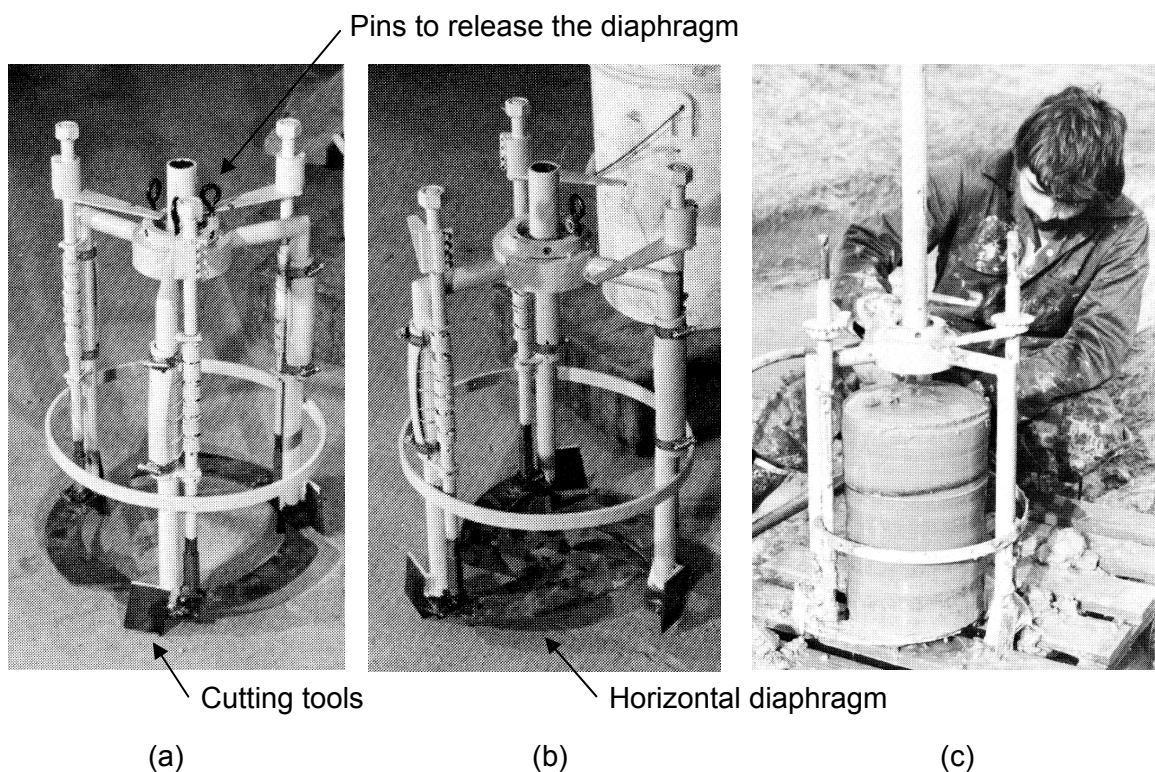 Pins to release the diaphragm
Cutting tools
Horizontal diaphragm
(a)
(b)
(c)